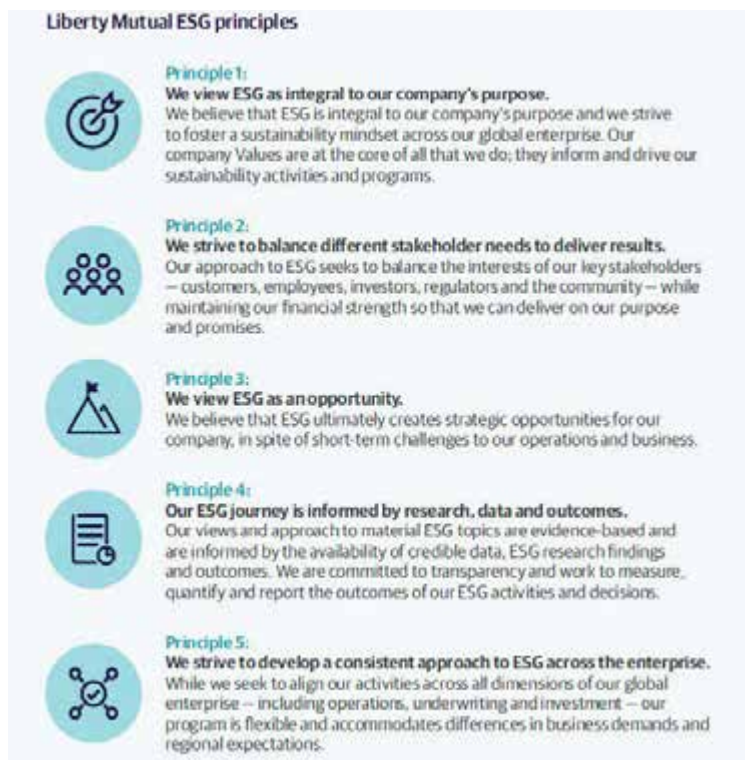 Liberty Mutual ESG principles
Principle 1:
We view ESG as integral to our company's purpose.
We believe that ESG is integral to our company's purpose and we strive
to foster a sustainability mindset across our global enterprise. Our
company Values are at the core of all that we do; they inform and drive our
sustainability activities and programs.
Principle 2:
We strive to balance different stakeholder needs to deliver results.
Our approach to ESG seeks to balance the interests of our key stakeholders
– customers, employees, investors, regulators and the community – while
maintaining our financial strength so that we can deliver on our purpose
and promises.
Principle 3:
We view ESG as an opportunity.
We believe that ESG ultimately creates strategic opportunities for our
company, in spite of short-term challenges to our operations and business.
Principle 4:
Our ESG journey is informed by research, data and outcomes.
Our views and approach to material ESG topics are evidence-based and
are informed by the availability of credible data, ESG research findings
and outcomes. We are committed to transparency and work to measure,
quantify and report the outcomes of our ESG activities and decisions.
Principle 5:
We strive to develop a consistent approach to ESG across the enterprise.
While we seek to align our activities across all dimensions of our global
enterprise – including operations, underwriting and investment – our
program is flexible and accommodates differences in business demands and
regional expectations.